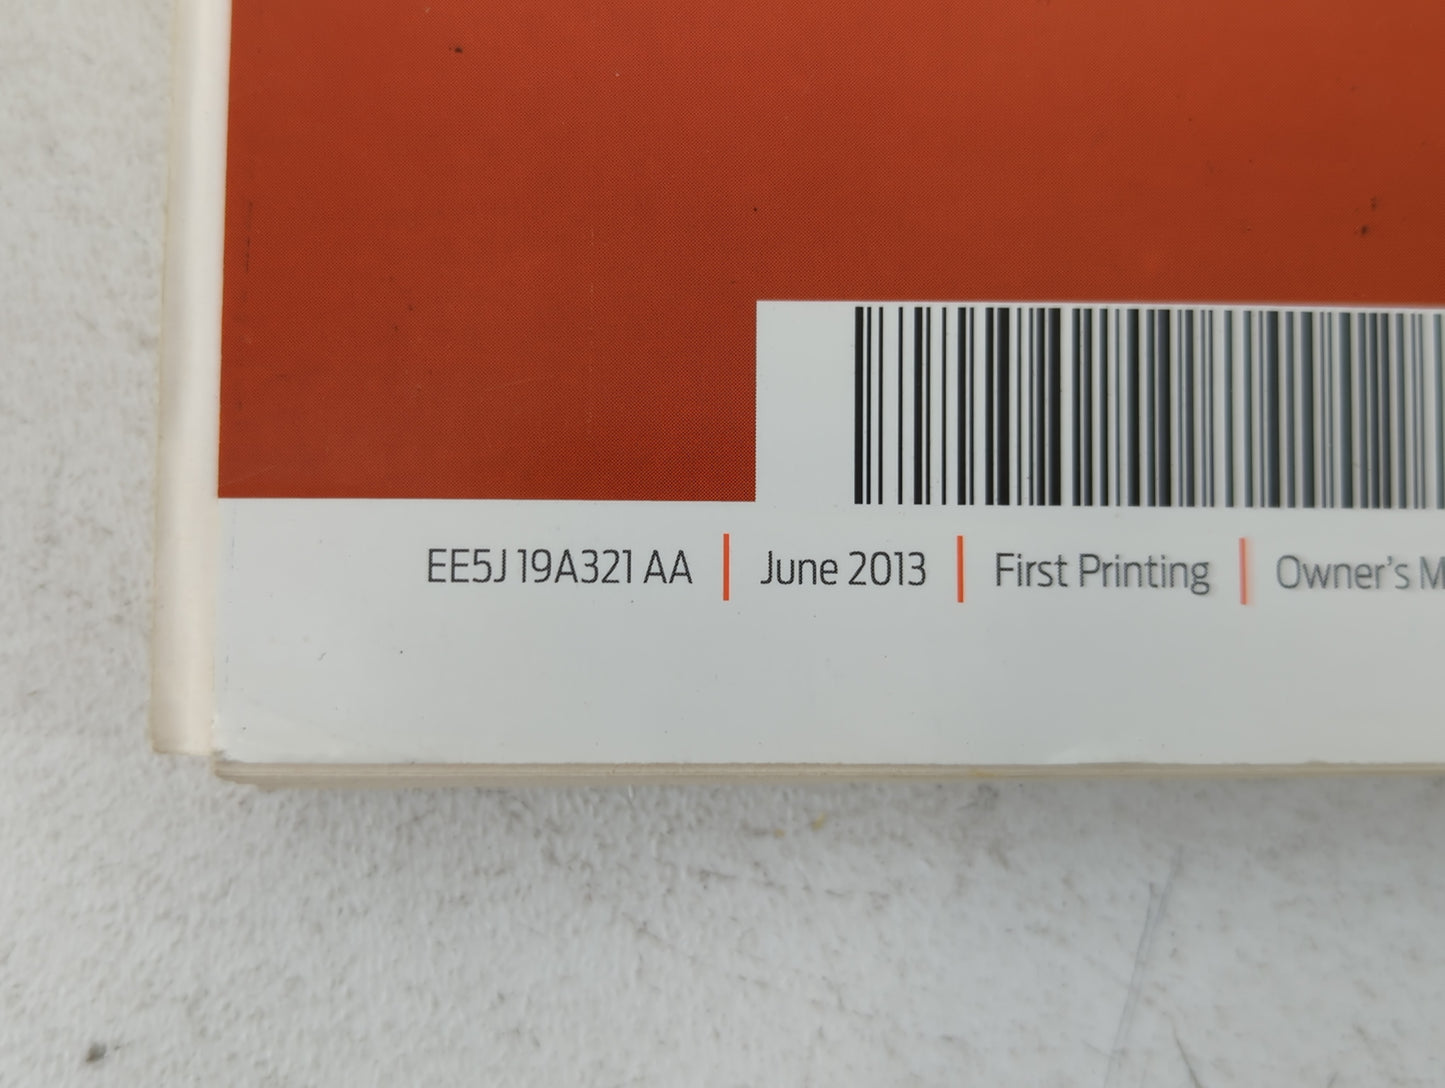 EE5J 19A321 AA | June 2013 | First Printing | Owner's